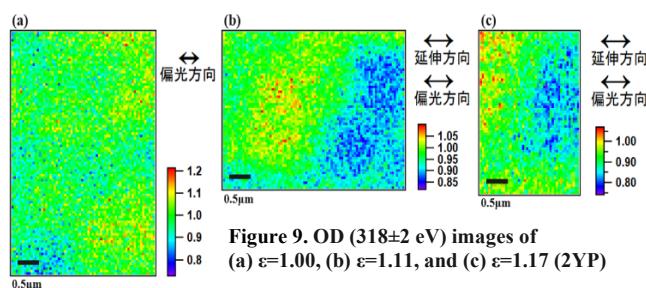 (a)
偏光方向
1.2
1.1
1.0
0.9
0.8
0.5μm
(b)
延伸方向
偏光方向
1.05
1.00
0.95
0.90
0.85
0.5μm
(c)
延伸方向
偏光方向
1.00
0.90
0.80
0.5μm
Figure 9. OD (318±2 eV) images of
(a) ε=1.00, (b) ε=1.11, and (c) ε=1.17 (2YP)